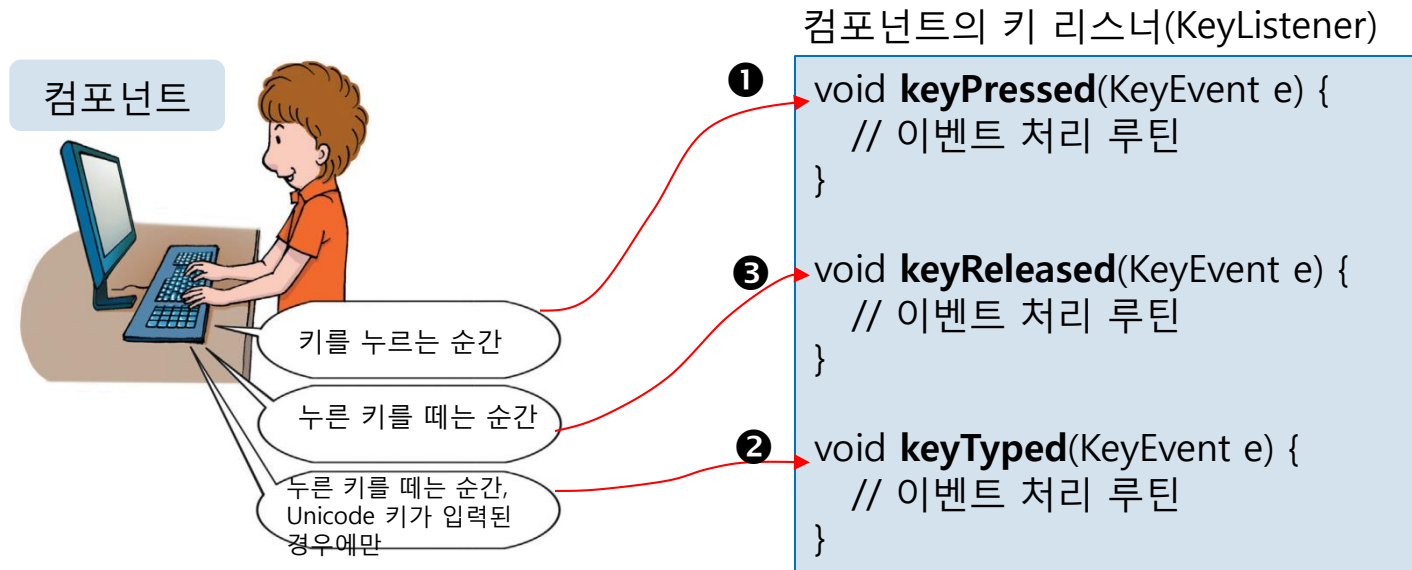 컴포넌트의 키 리스너(KeyListener)
컴포넌트
❶
void keyPressed(KeyEvent e) {
// 이벤트 처리 루틴
}
❸
void keyReleased(KeyEvent e) {
// 이벤트 처리 루틴
}
❷
void keyTyped(KeyEvent e) {
// 이벤트 처리 루틴
}
키를 누르는 순간
누른 키를 떼는 순간
누른 키를 떼는 순간,
Unicode 키가 입력된
경우에만